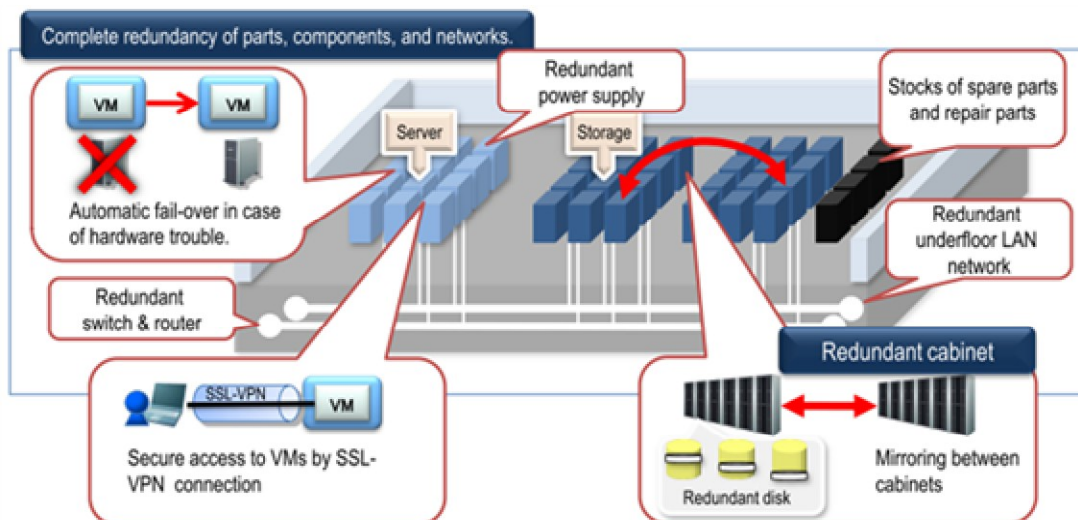 Complete redundancy of parts, components, and networks.
VM
VM
Automatic fail-over in case
of hardware trouble.
Server
Redundant
power supply
Storage
Stocks of spare parts
and repair parts
Redundant
underfloor LAN
network
Redundant
switch & router
SSL-VPN
VM
Secure access to VMs by SSL-
VPN connection
Redundant cabinet
Redundant disk
Mirroring between
cabinets